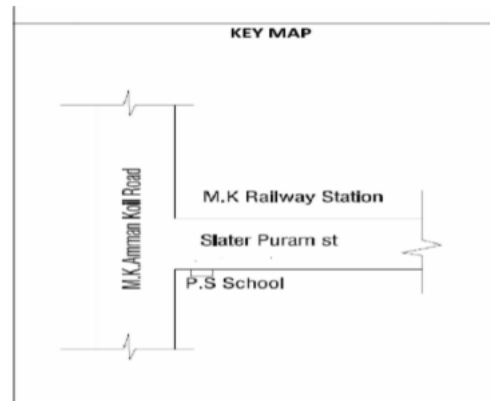 KEY MAP
M.K.Amman Koil Road
M.K Railway Station
Slater Puram st
P.S School